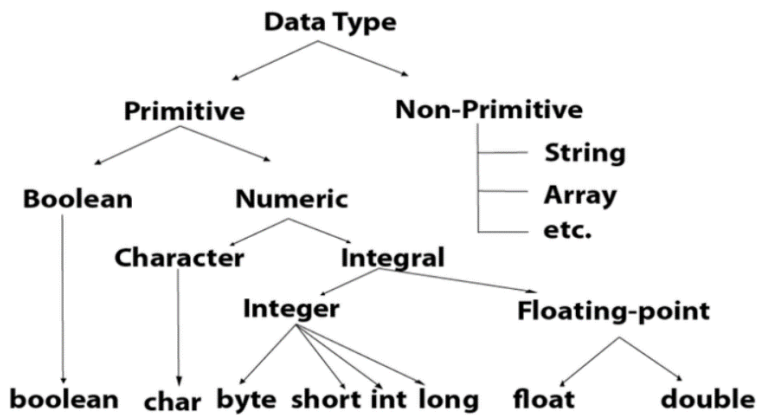 Data Type
Primitive
Non-Primitive
String
Boolean
Numeric
Array
etc.
Character
Integral
Integer
Floating-point
boolean char byte short int long float double